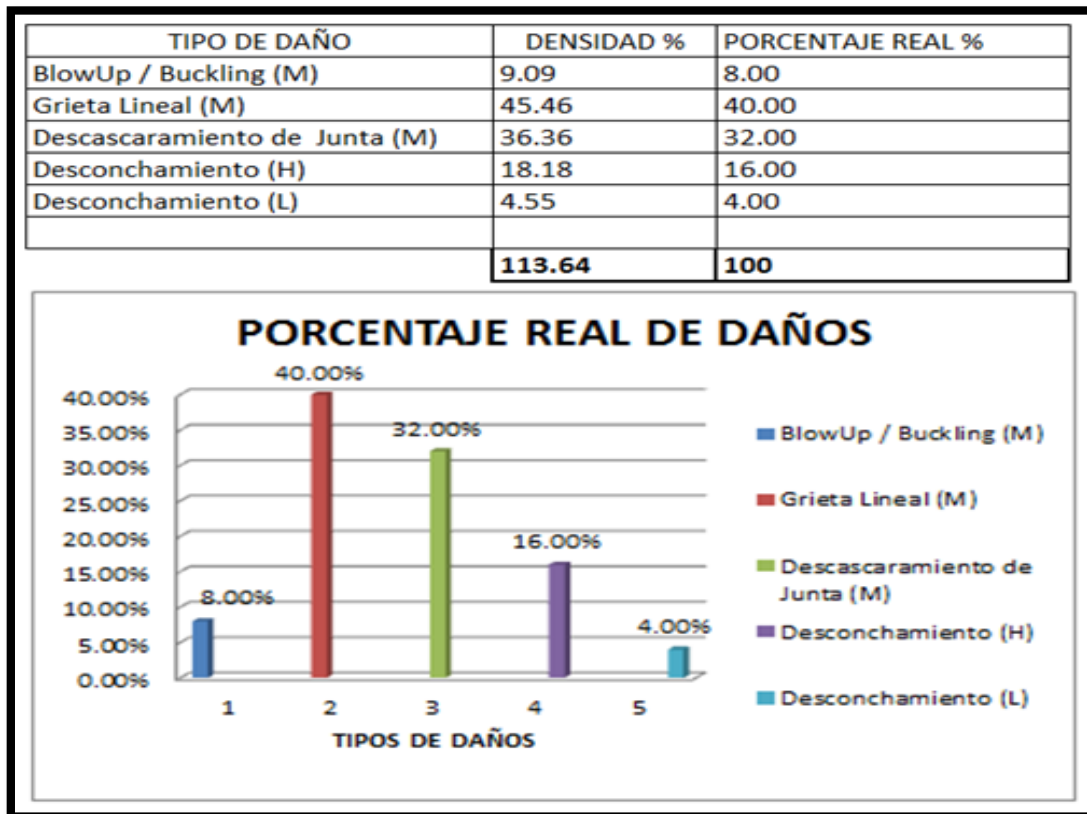 TIPO DE DAÑO DENSIDAD % PORCENTAJE REAL %
BlowUp / Buckling (M) 9.09 8.00
Grieta Lineal (M) 45.46 40.00
Descascaramiento de Junta (M) 36.36 32.00
Desconchamiento (H) 18.18 16.00
Desconchamiento (L) 4.55 4.00
113.64 100
PORCENTAJE REAL DE DAÑOS
40.00%
35.00%
30.00%
25.00%
20.00%
15.00%
10.00%
5.00%
0.00%
8.00%
40.00%
32.00%
16.00%
4.00%
1 2 3 4 5
TIPOS DE DAÑOS
BlowUp / Buckling (M)
Grieta Lineal (M)
Descascaramiento de
Junta (M)
Desconchamiento (H)
Desconchamiento (L)